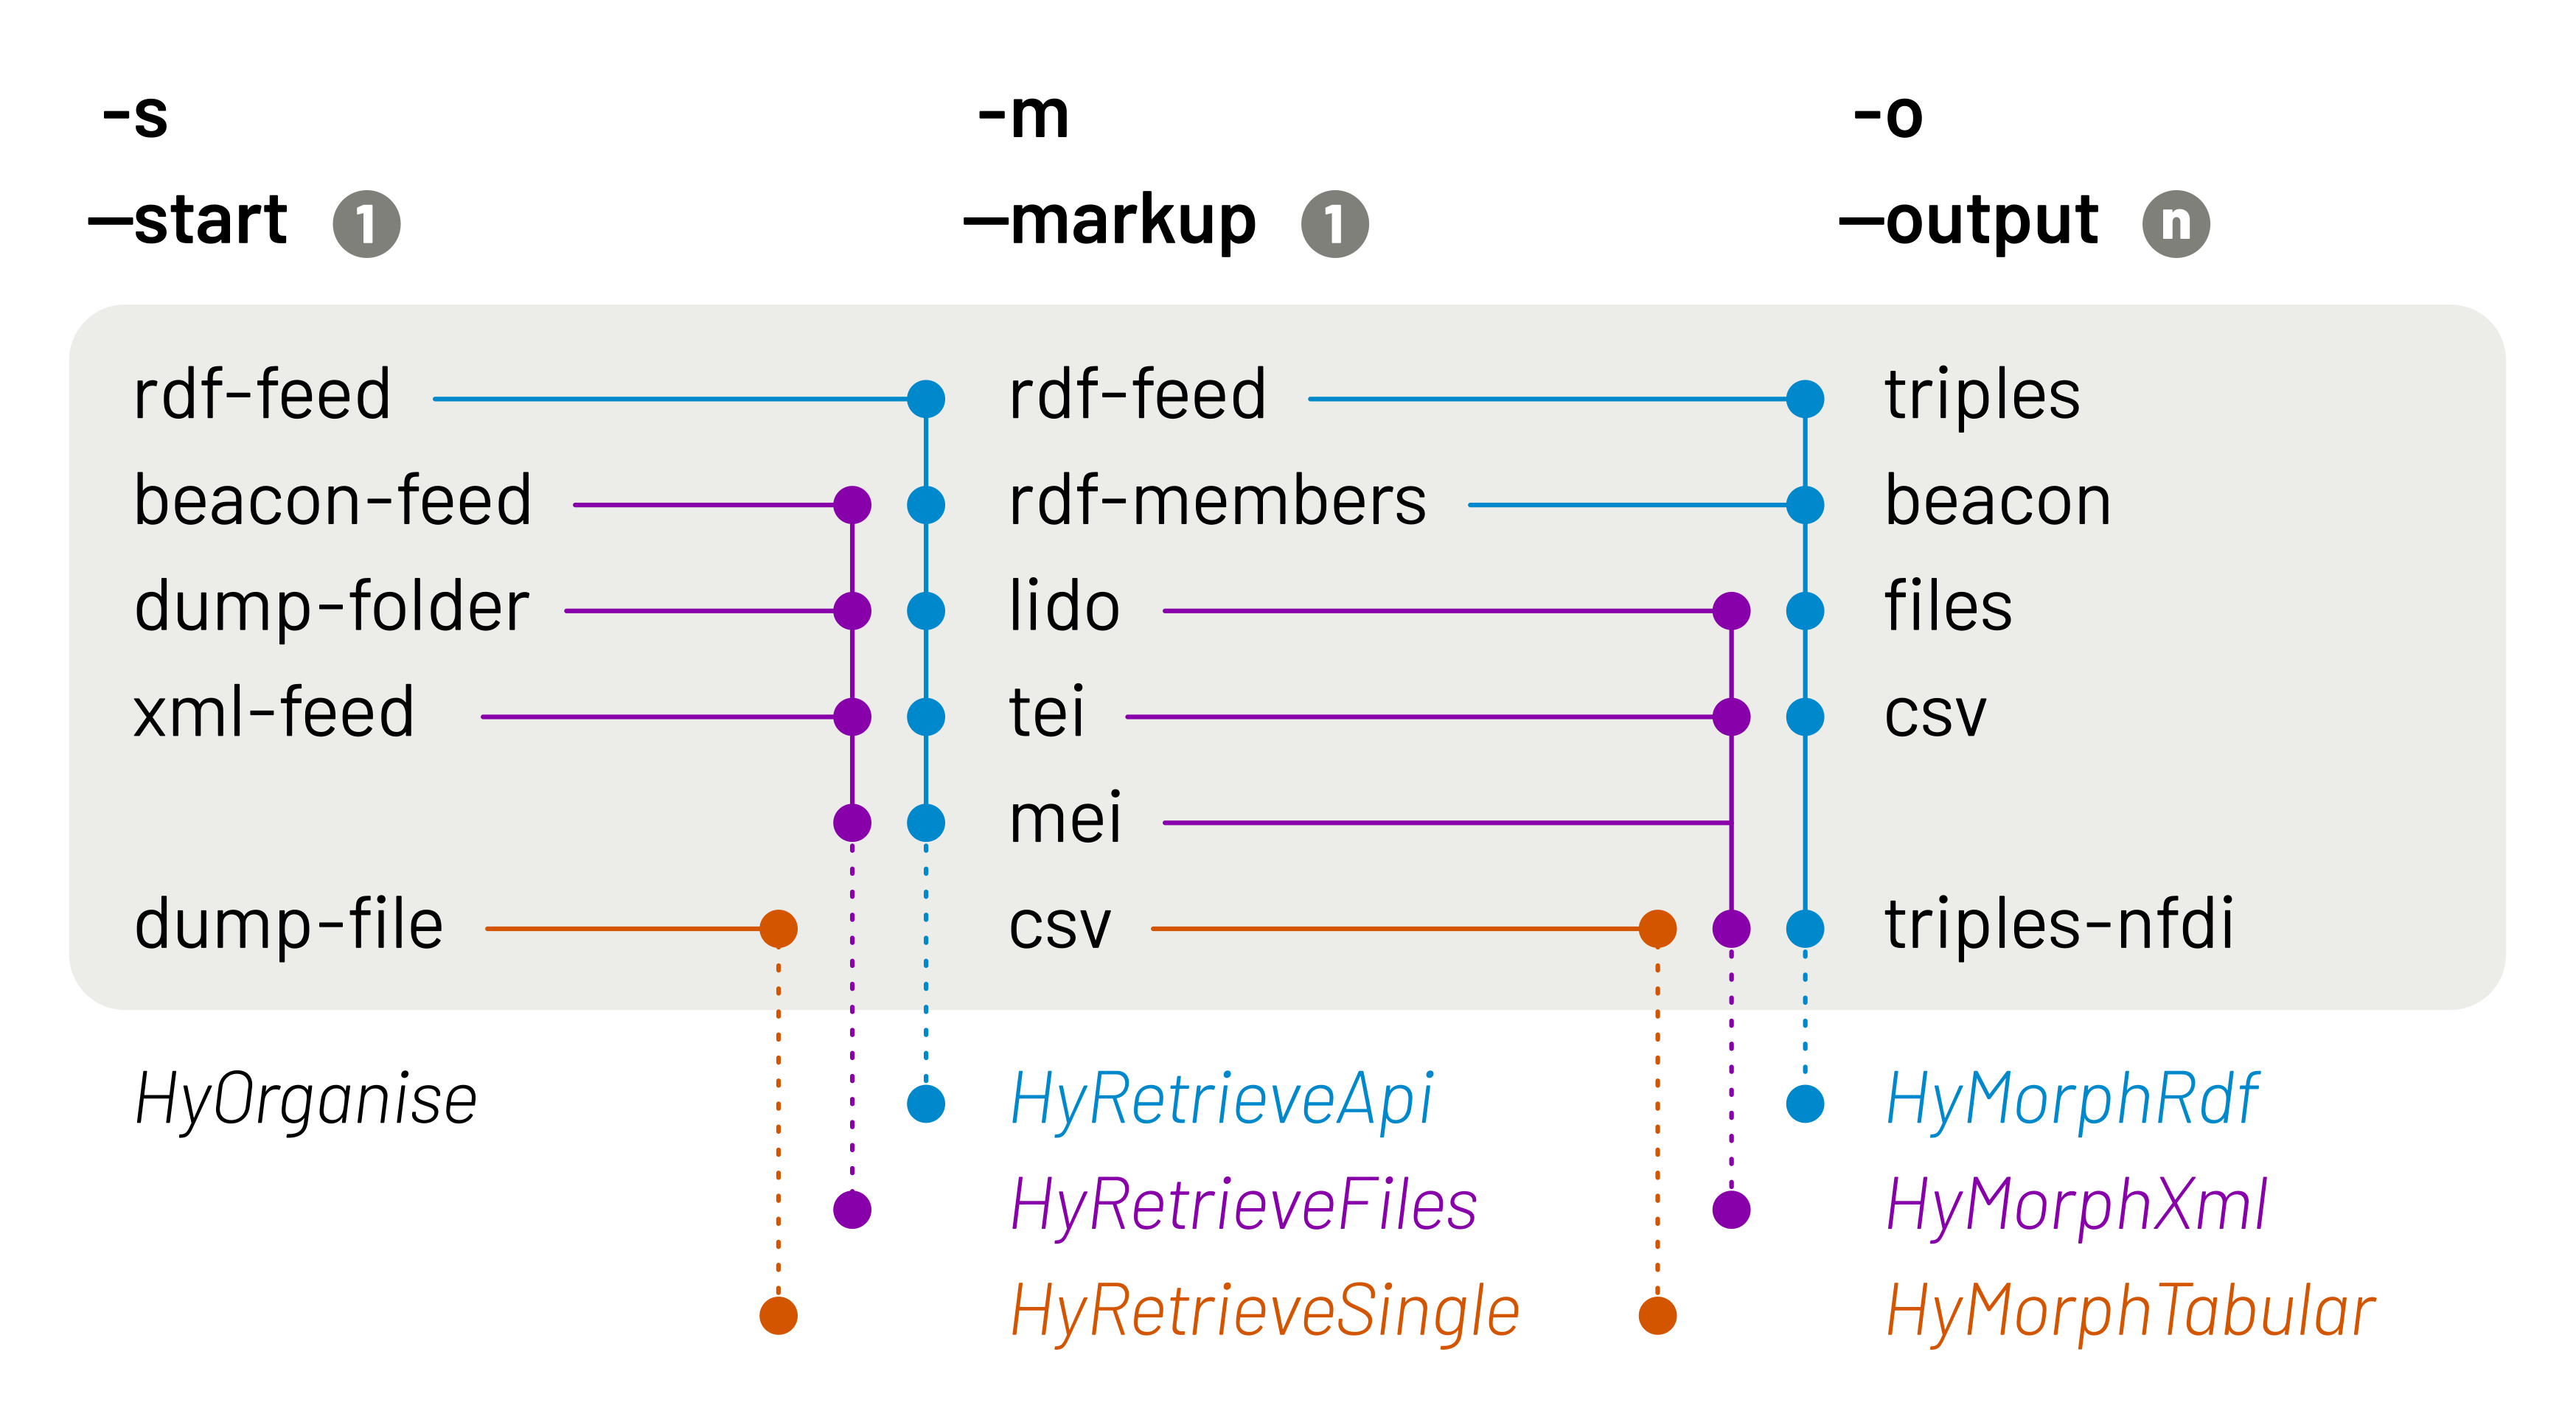 -s
—start 1
-m
—markup 1
-o
—output n
rdf-feed
beacon-feed
dump-folder
xml-feed
dump-file
rdf-feed
rdf-members
lido
tei
mei
csv
triples
beacon
files
csv
triples-nfdi
HyOrganise
HyRetrieveApi
HyRetrieveFiles
HyRetrieveSingle
HyMorphRdf
HyMorphXml
HyMorphTabular